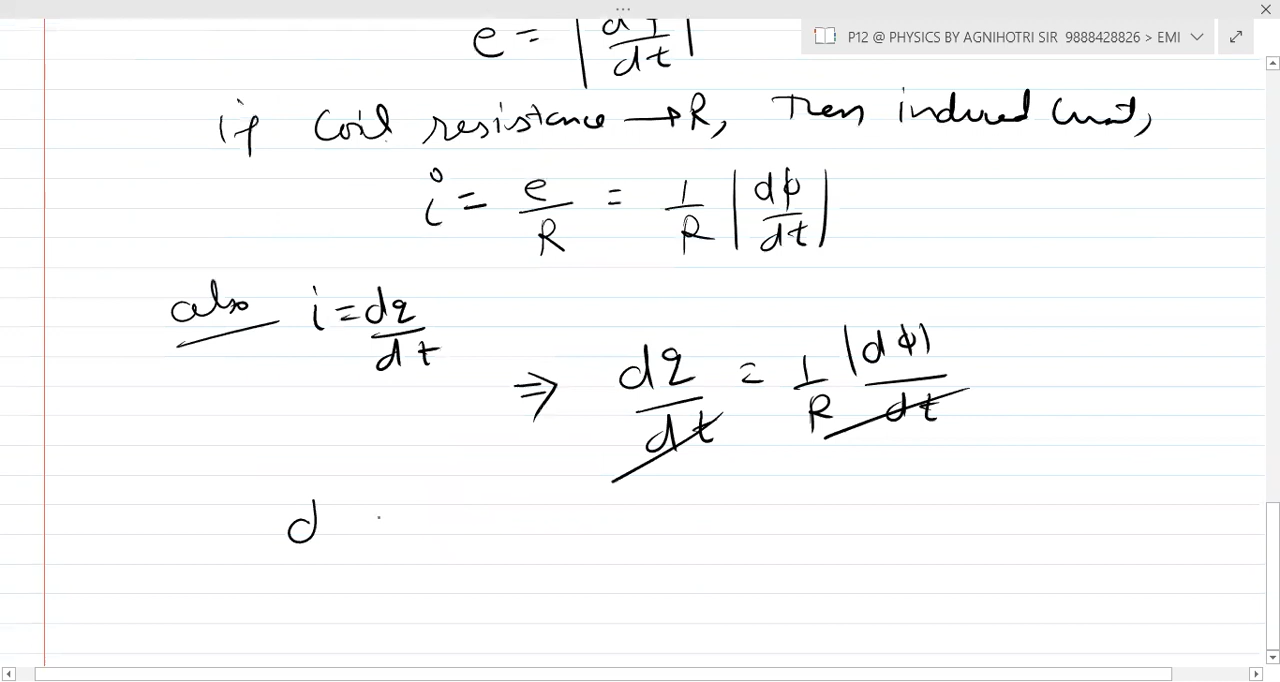 P12 @ PHYSICS BY AGNIHOTRI SIR 9888428826 > EMI
e = |dφ/dt|
if coil resistance → R, Then induced
i = e/R = 1/R |dφ/dt|
also i = dq/dt
⇒ dq/dt = 1/R |dφ|/dt
d